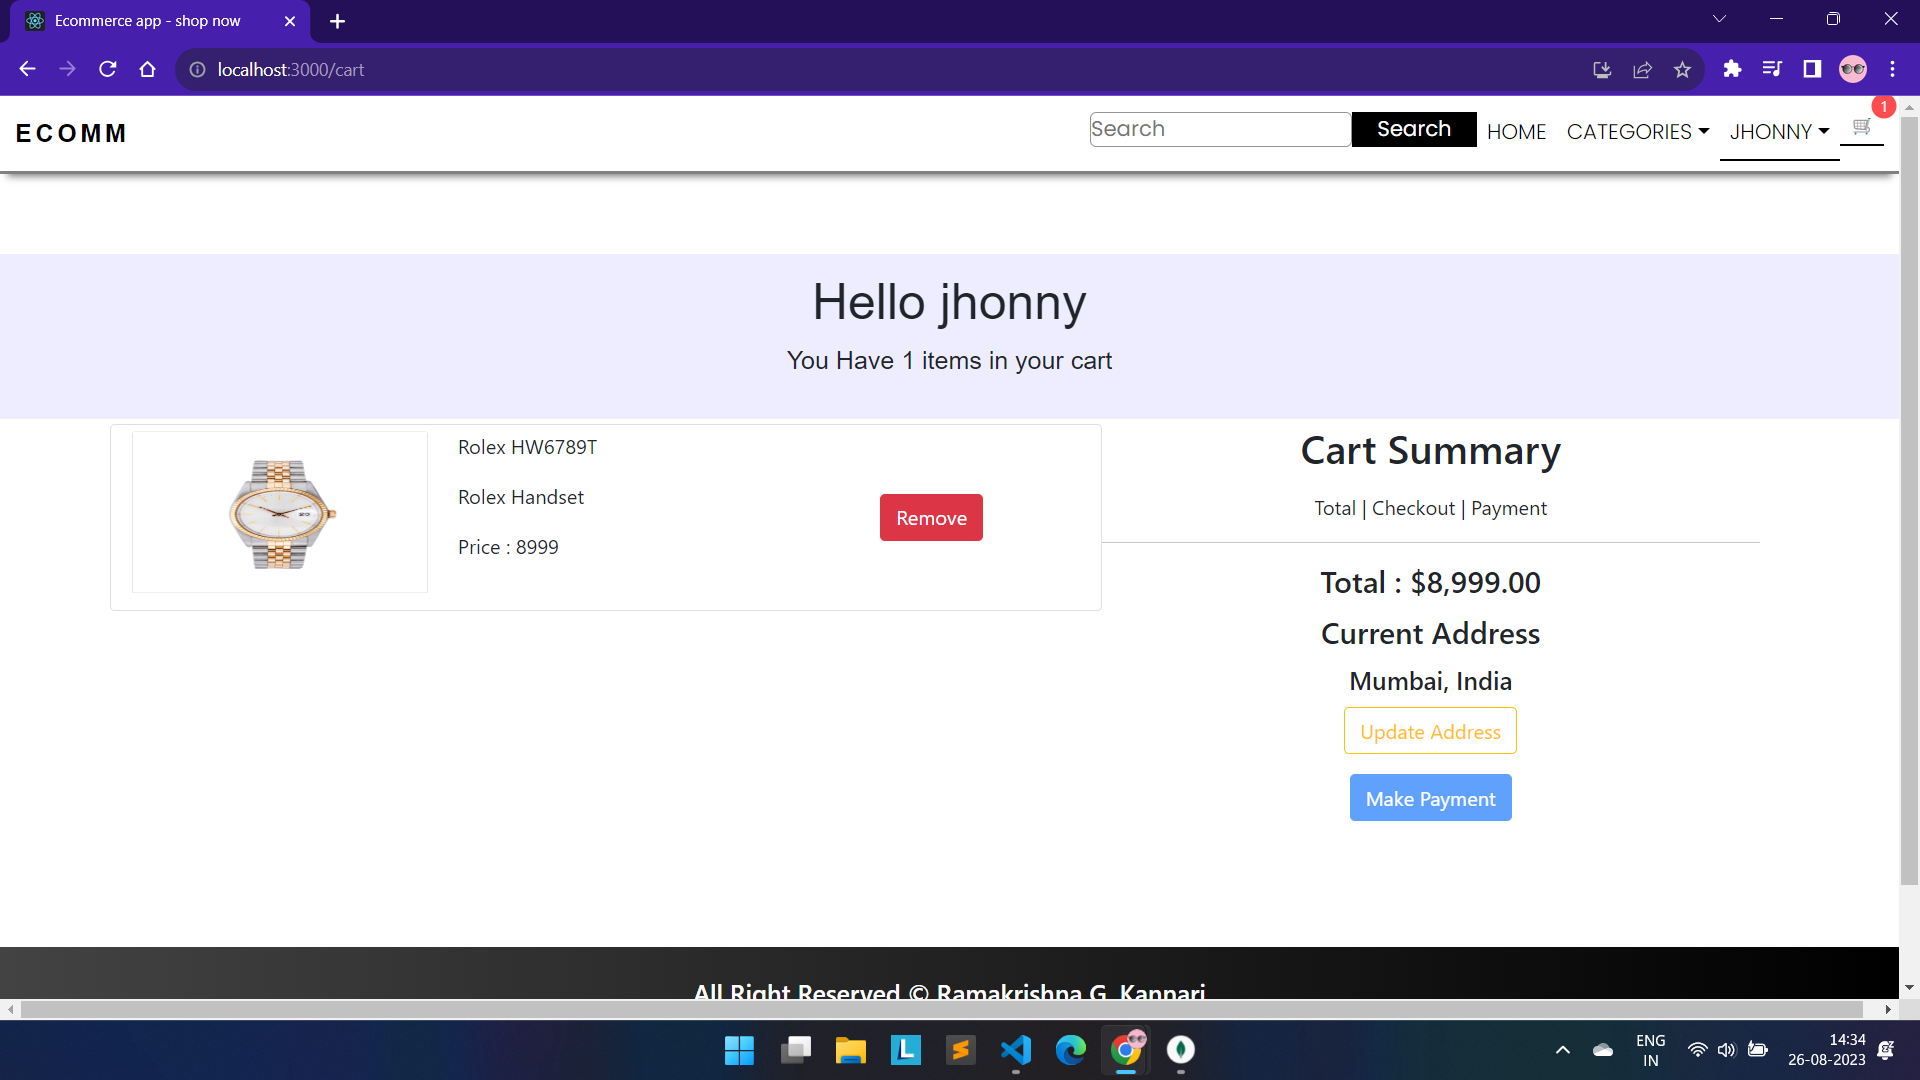 Ecommerce app - shop now
localhost:3000/cart
ECOMM
Search
Search
HOME
CATEGORIES
JHONNY
1
Hello jhonny
You Have 1 items in your cart
Rolex HW6789T
Rolex Handset
Price : 8999
Remove
Cart Summary
Total | Checkout | Payment
Total : $8,999.00
Current Address
Mumbai, India
Update Address
Make Payment
All Right Reserved © Ramakrishna G. Kannari
L
ENG
IN
14:34
26-08-2023